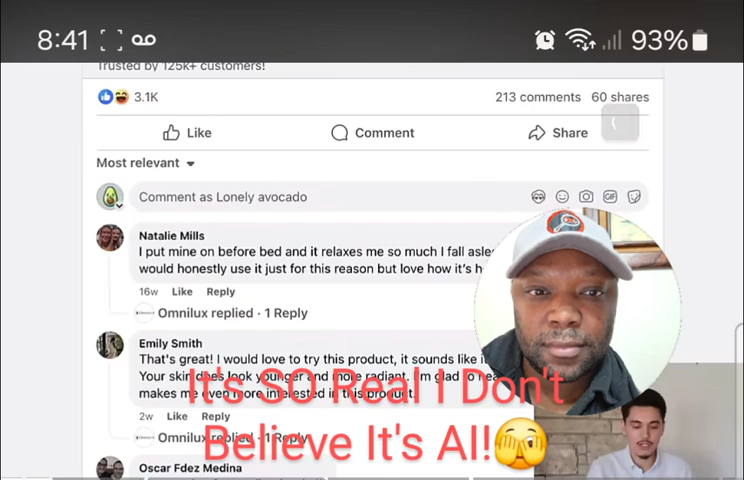 8:41
93%
Trusted by 125k+ customers!
3.1K
213 comments 60 shares
Like
Comment
Share
Most relevant
Comment as Lonely avocado
GIF
Natalie Mills
I put mine on before bed and it relaxes me so much I fall
would honestly use it just for this reason but love how it's
16w Like Reply
Omnilux replied · 1 Reply
Emily Smith
That's great! I would love to try this product, it sounds like
Your skin does look younger and more radiant. I'm glad to
makes me even more interested in this product.
2w Like Reply
Omnilux replied · 1 Reply
It's SO Real I Don't
Believe It's AI!🫣
Oscar Fdez Medina